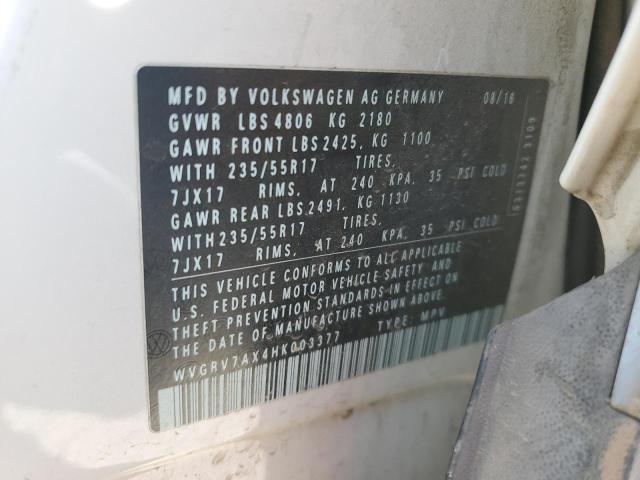 MFD BY VOLKSWAGEN AG GERMANY 08/16
GVWR LBS 4806 KG 2180
GAWR FRONT LBS 2425, KG 1100
WITH 235/55R17 TIRES,
7JX17 RIMS, AT 240 KPA, 35 PSI COLD
GAWR REAR LBS 2491, KG 1130
WITH 235/55R17 TIRES,
7JX17 RIMS, AT 240 KPA, 35 PSI COLD
THIS VEHICLE CONFORMS TO ALL APPLICABLE
U.S. FEDERAL MOTOR VEHICLE SAFETY AND
THEFT PREVENTION STANDARDS IN EFFECT ON
THE DATE OF MANUFACTURE SHOWN ABOVE.
WVGRV7AX4HK003377 TYPE: MPV